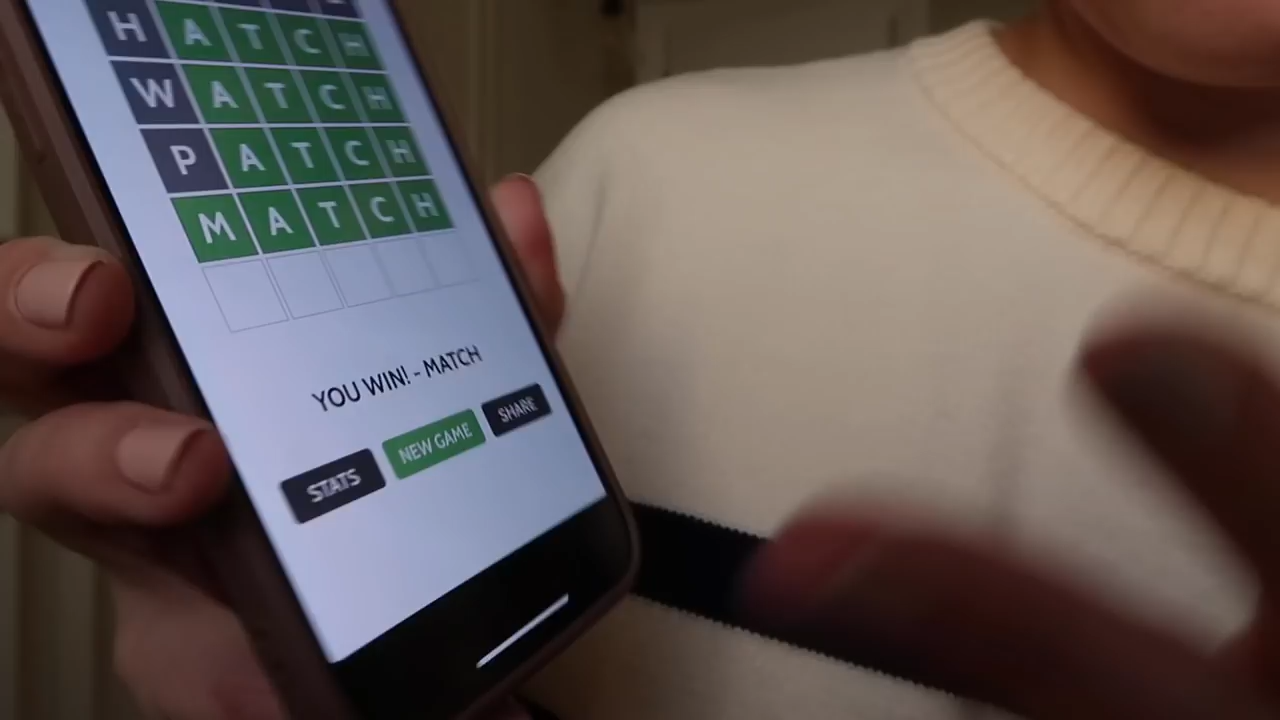 HATCH
WATCH
PATCH
MATCH
YOU WIN! - MATCH
STATS NEW GAME SHARE